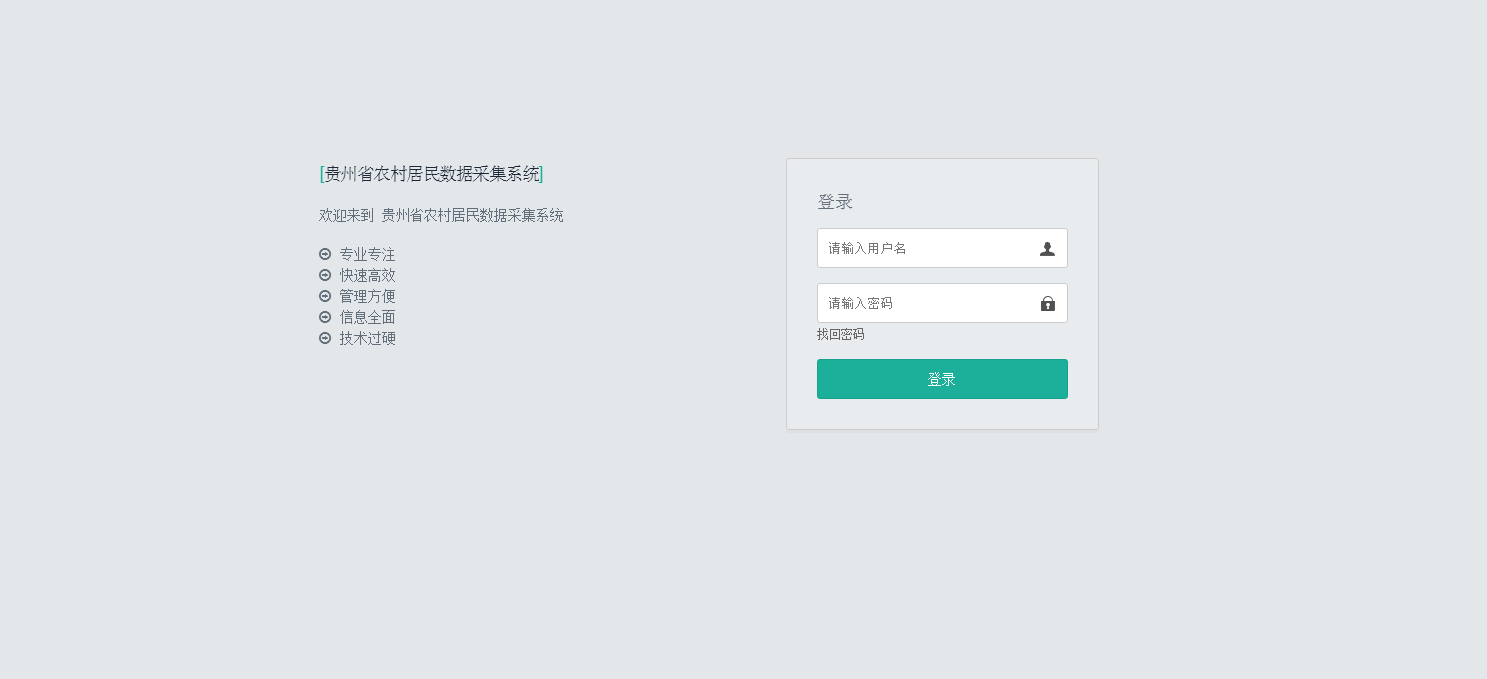 [贵州省农村居民数据采集系统]
欢迎来到 贵州省农村居民数据采集系统
专业专注
快速高效
管理方便
信息全面
技术过硬
登录
请输入用户名
请输入密码
找回密码
登录